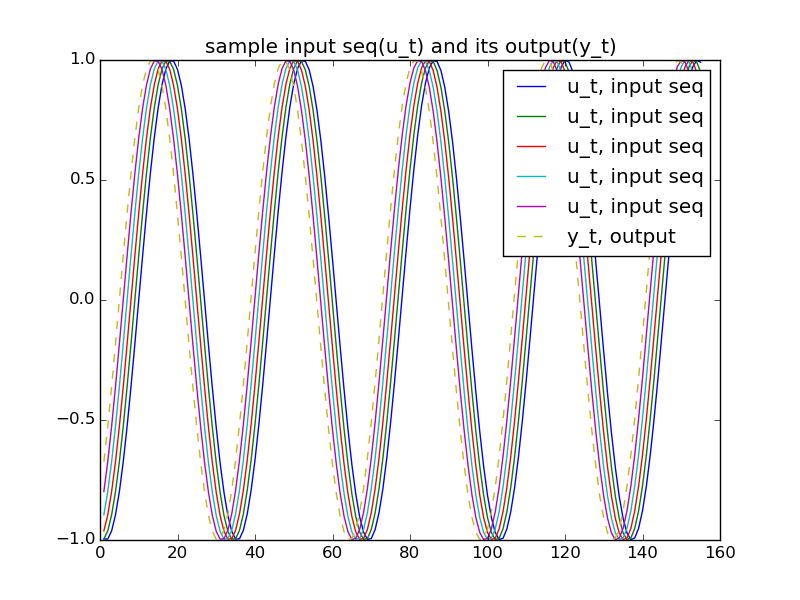 sample input seq(u_t) and its output(y_t)
1.0
0.5
0.0
−0.5
−1.0
u_t, input seq
u_t, input seq
u_t, input seq
u_t, input seq
u_t, input seq
y_t, output
0 20 40 60 80 100 120 140 160